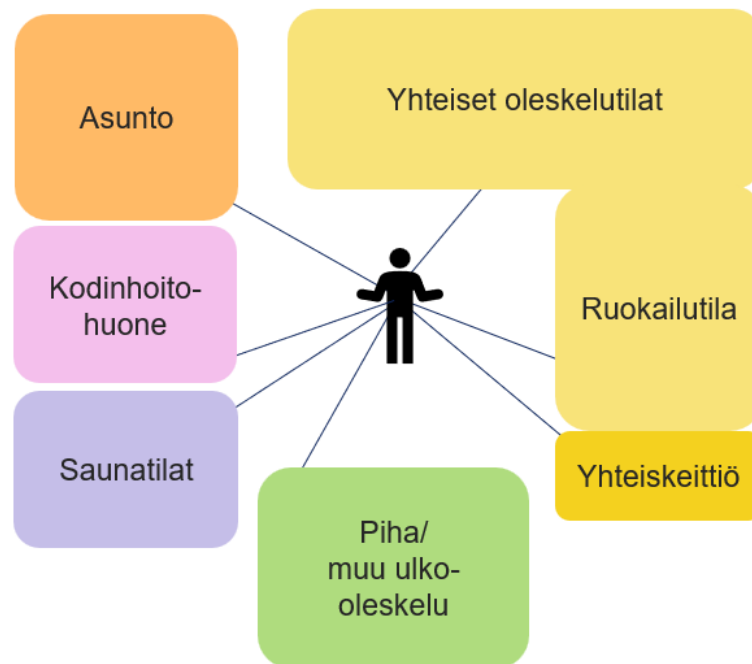 Asunto
Yhteiset oleskelutilat
Kodinhoito-
huone
Ruokailutila
Saunatilat
Yhteiskeittiö
Piha/
muu ulko-
oleskelu